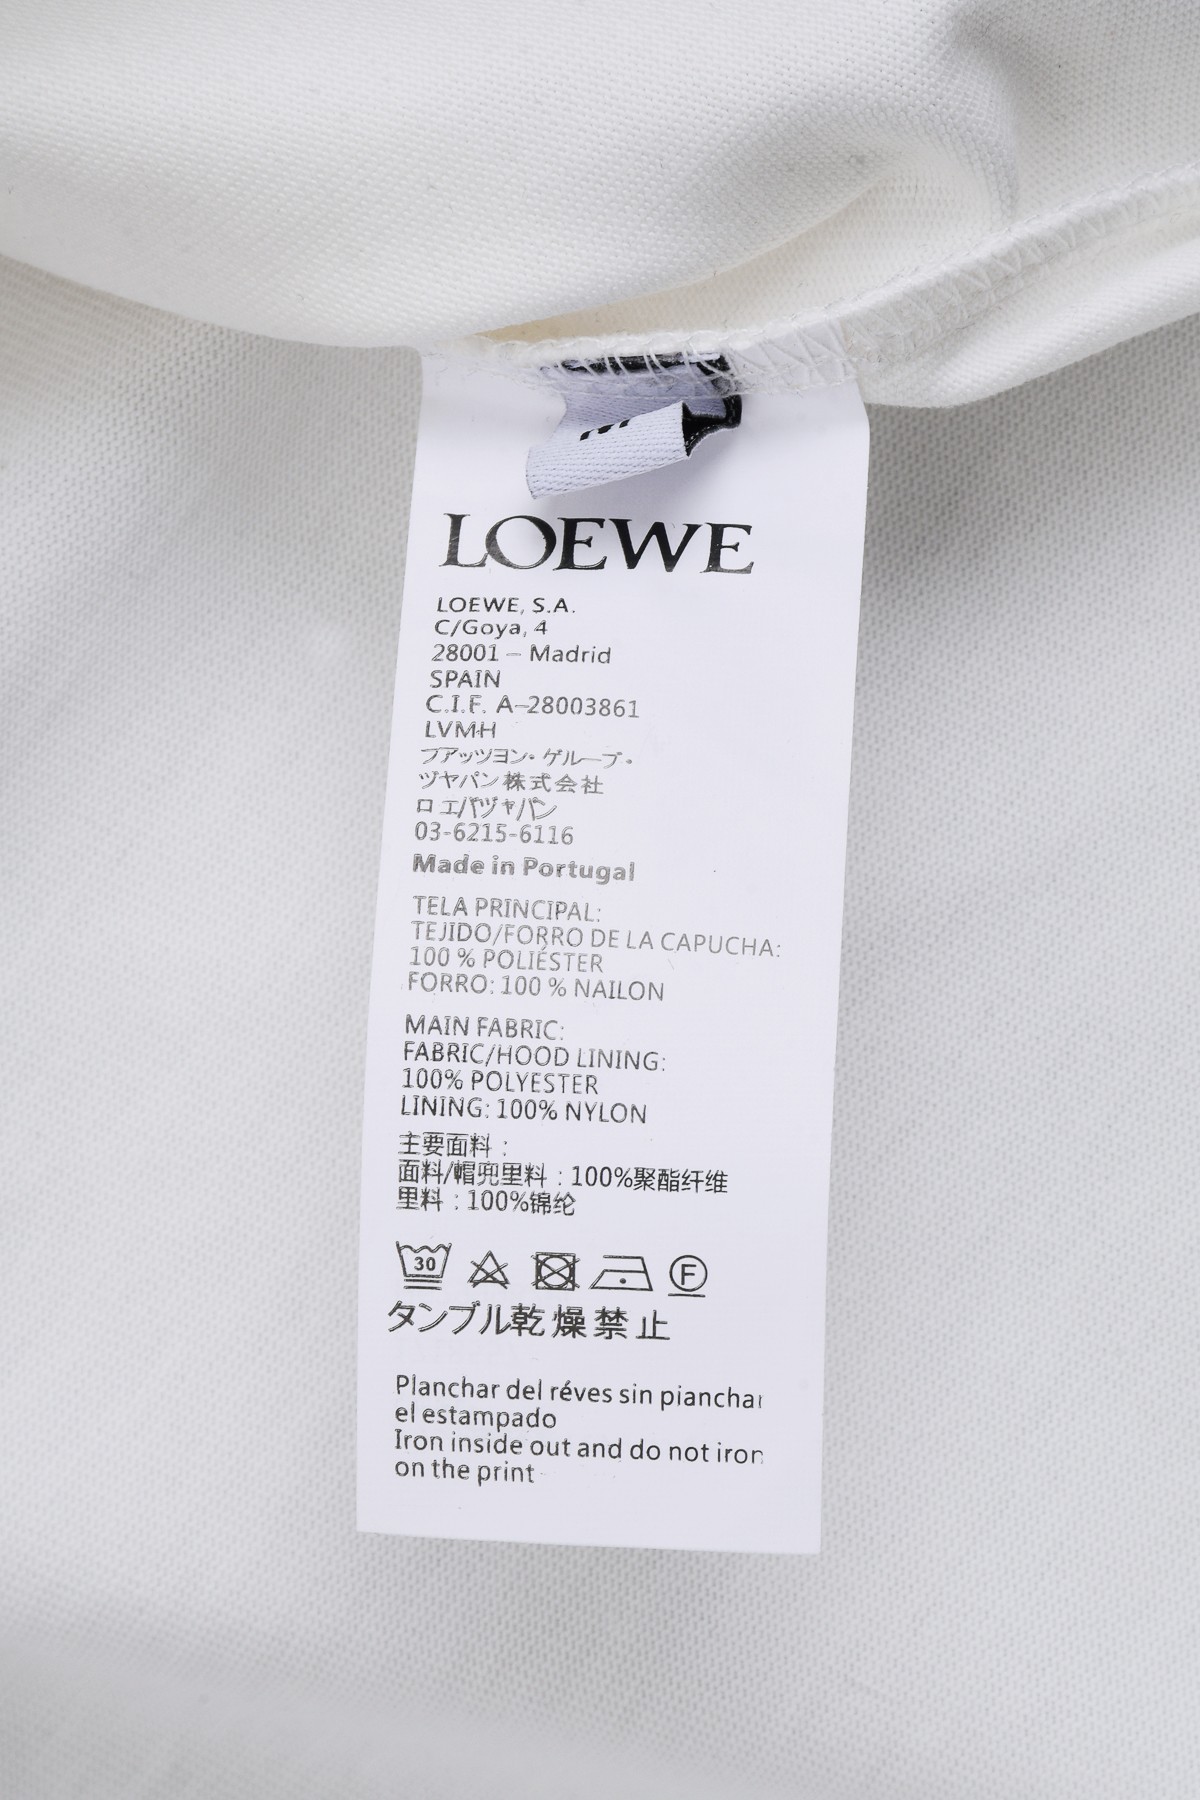 LOEWE
LOEWE, S.A.
C/Goya, 4
28001 – Madrid
SPAIN
C.I.F. A–28003861
LVMH
フアッツヨン・ゲループ・
ヅヤパン株式会社
ロエバヅャパン
03-6215-6116
Made in Portugal
TELA PRINCIPAL:
TEJIDO/FORRO DE LA CAPUCHA:
100 % POLIÉSTER
FORRO: 100 % NAILON
MAIN FABRIC:
FABRIC/HOOD LINING:
100% POLYESTER
LINING: 100% NYLON
主要面料：
面料/帽兜里料：100%聚酯纤维
里料：100%锦纶
30 F
タンブル乾燥禁止
Planchar del réves sin pianchar
el estampado
Iron inside out and do not iron
on the print